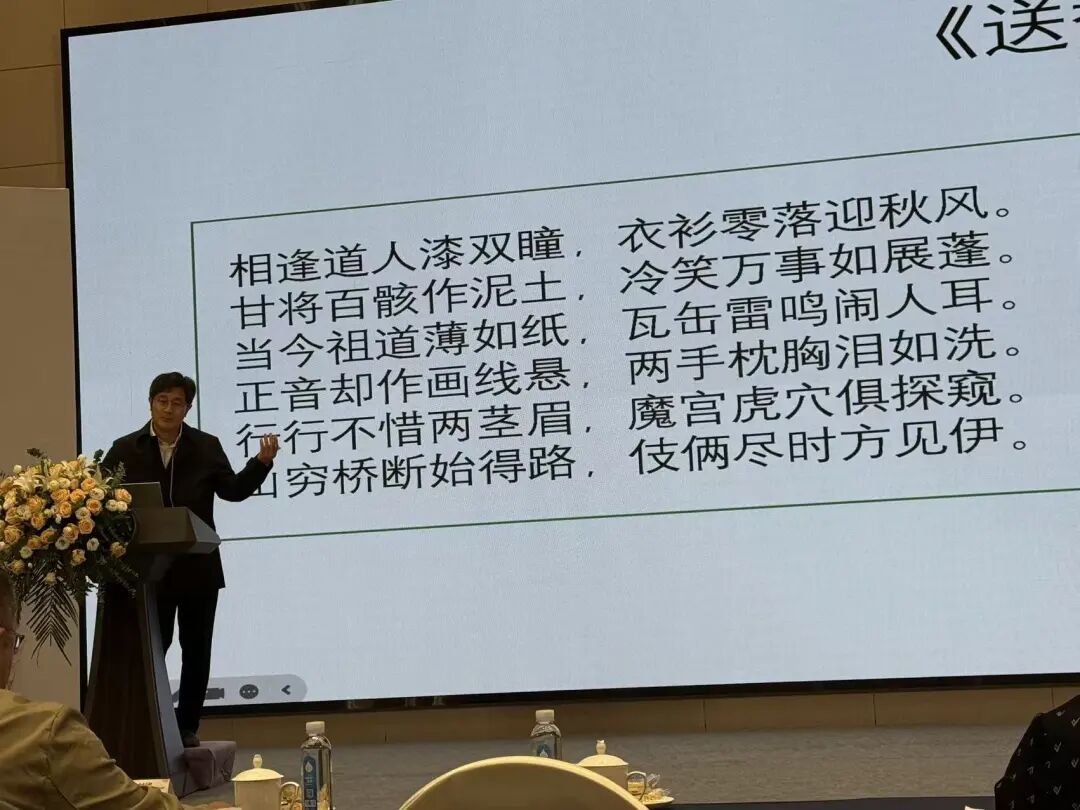 《送
相逢道人漆双瞳，衣衫零落迎秋风。
甘将百骸作泥土，冷笑万事如展蓬。
当今祖道薄如纸，瓦缶雷鸣闹人耳。
正音却作画线悬，两手枕胸泪如洗。
行行不惜两茎眉，魔宫虎穴俱探窥。
山穷桥断始得路，伎俩尽时方见伊。